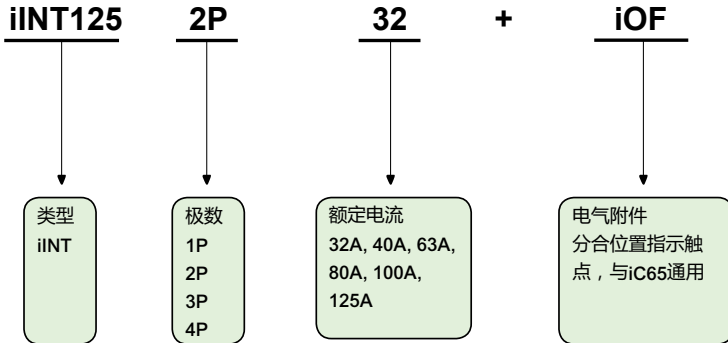 iINT125 2P 32 + iOF
类型
iINT
极数
1P
2P
3P
4P
额定电流
32A, 40A, 63A,
80A, 100A,
125A
电气附件
分合位置指示触
点，与iC65通用